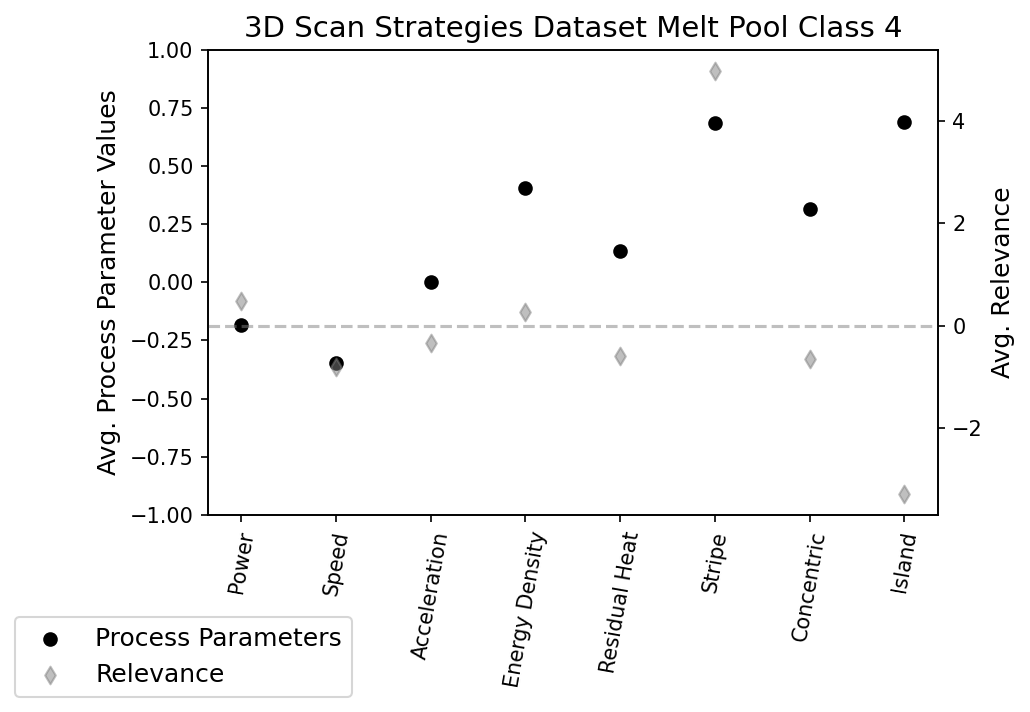 3D Scan Strategies Dataset Melt Pool Class 4
Avg. Process Parameter Values
1.00
0.75
0.50
0.25
0.00
−0.25
−0.50
−0.75
−1.00
4
2
0
−2
Avg. Relevance
Power
Speed
Acceleration
Energy Density
Residual Heat
Stripe
Concentric
Island
Process Parameters
Relevance